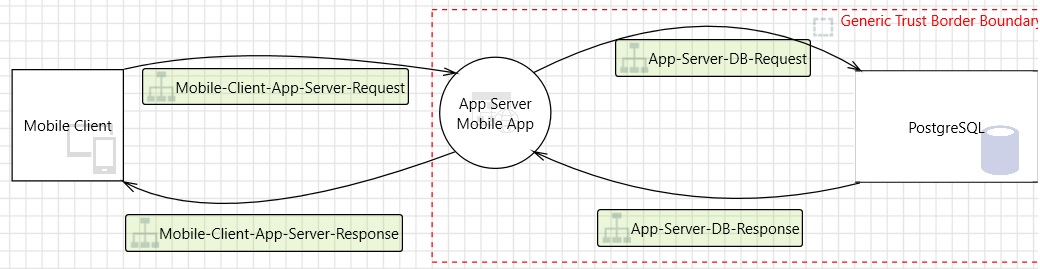 Generic Trust Border Boundary
App-Server-DB-Request
Mobile-Client-App-Server-Request
Mobile Client
App Server
Mobile App
PostgreSQL
Mobile-Client-App-Server-Response
App-Server-DB-Response